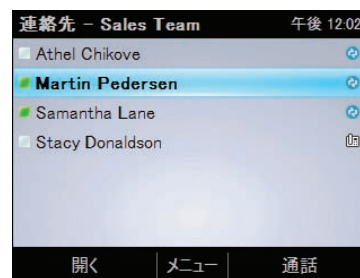 連絡先 – Sales Team 午後 12:02
Athel Chikove
Martin Pedersen
Samantha Lane
Stacy Donaldson
開く メニュー 通話